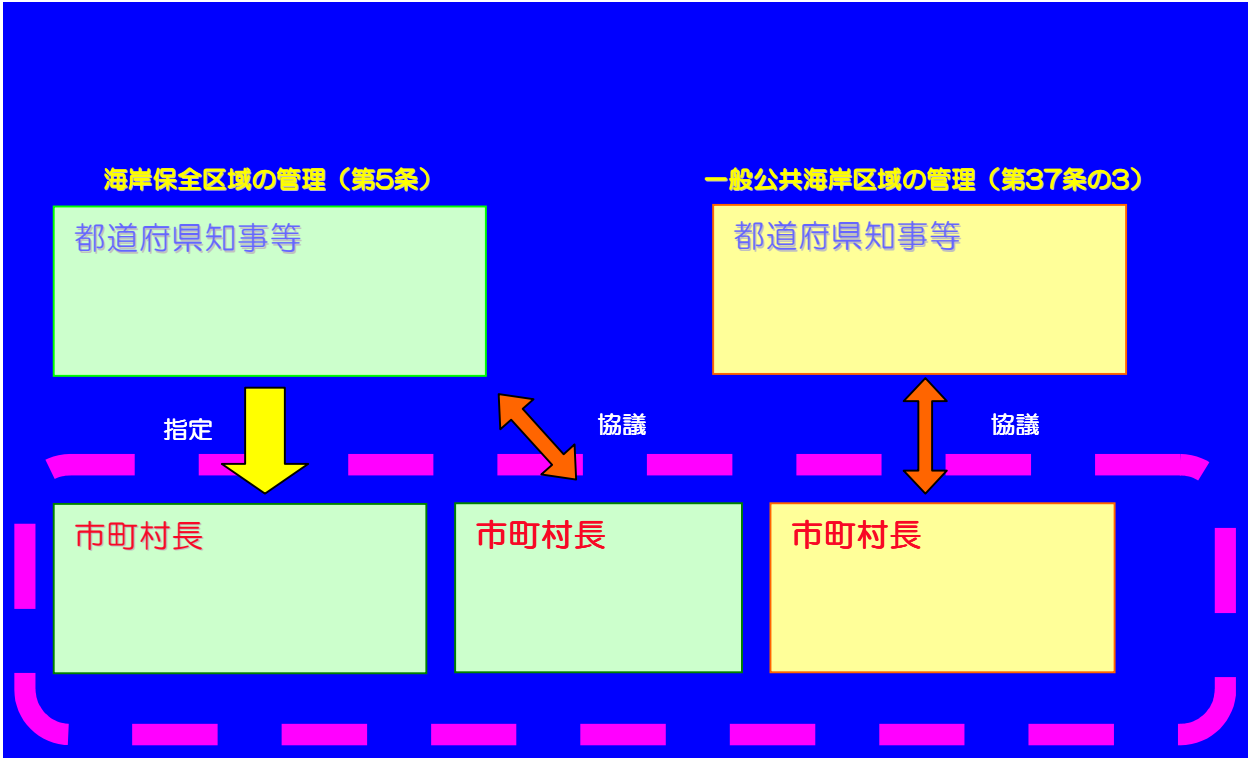 海岸保全区域の管理（第5条）
一般公共海岸区域の管理（第37条の3）
都道府県知事等
都道府県知事等
指定
協議
協議
市町村長
市町村長
市町村長